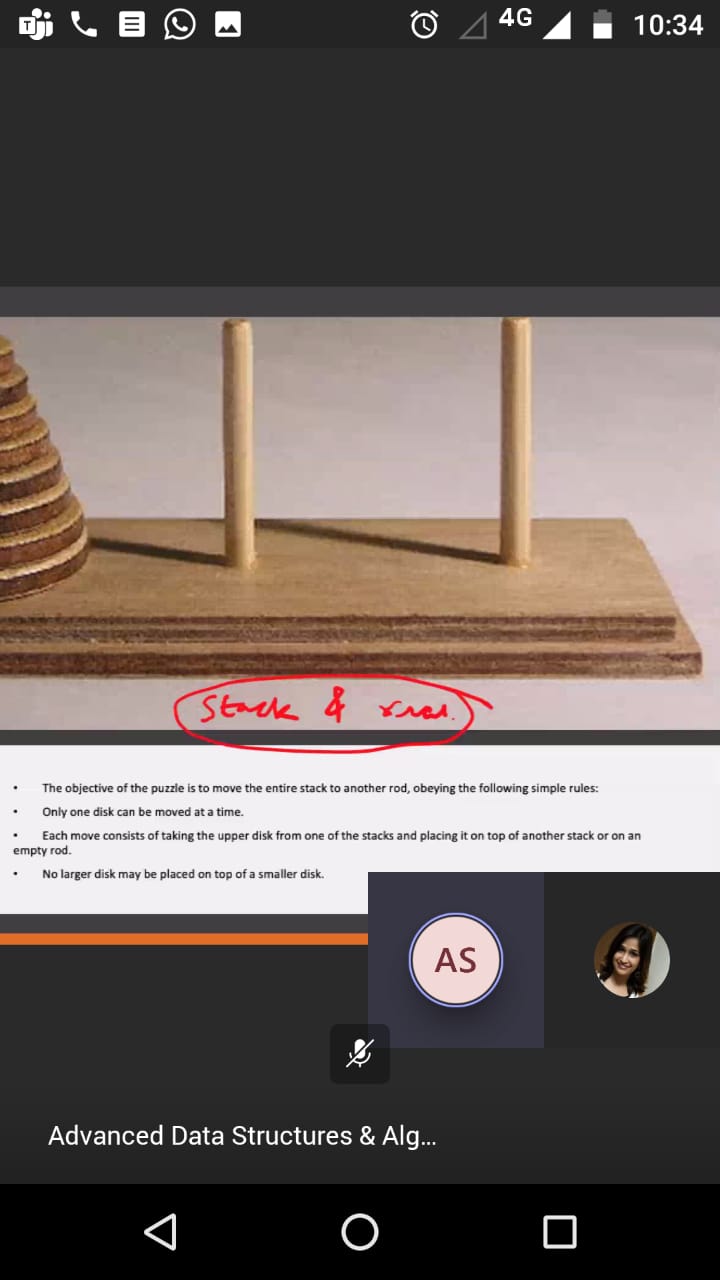 4G 10:34
Stack &
• The objective of the puzzle is to move the entire stack to another rod, obeying the following simple rules:
• Only one disk can be moved at a time.
• Each move consists of taking the upper disk from one of the stacks and placing it on top of another stack or on an
empty rod.
• No larger disk may be placed on top of a smaller disk.
AS
Advanced Data Structures & Alg...